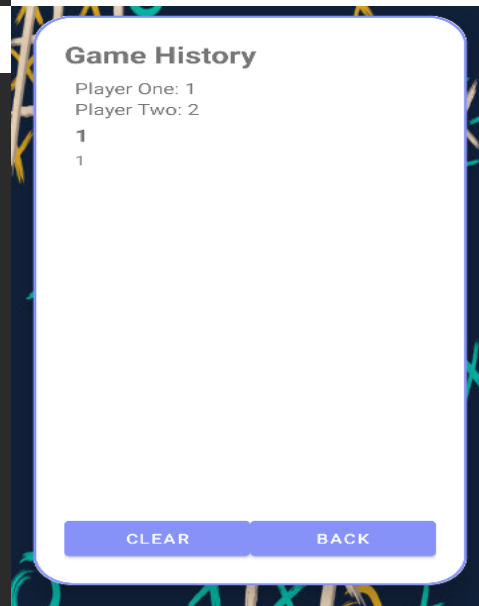 Game History
Player One: 1
Player Two: 2
1
1
CLEAR
BACK